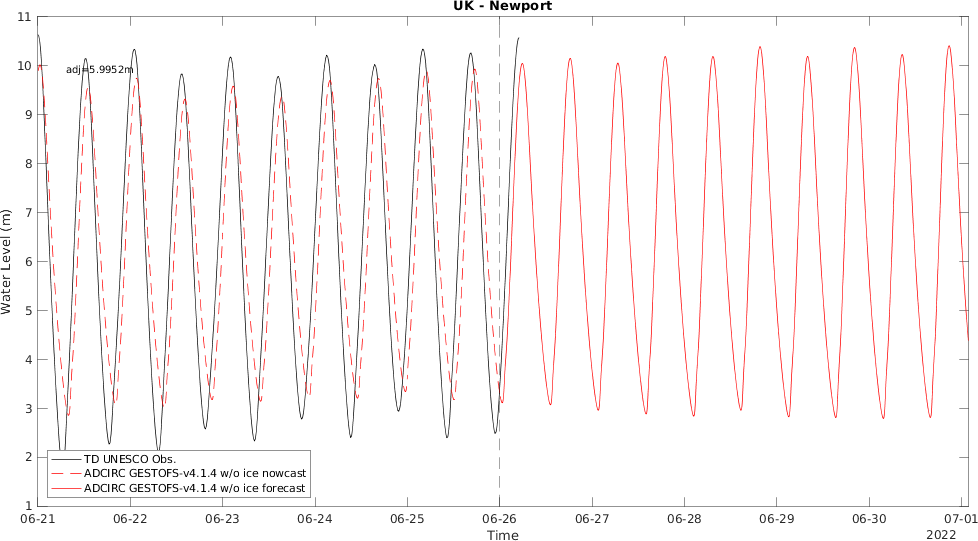 UK - Newport
11
10
9
8
7
6
5
4
3
2
1
Water Level (m)
adj=5.9952m
TD UNESCO Obs.
ADCIRC GESTOFS-v4.1.4 w/o ice nowcast
ADCIRC GESTOFS-v4.1.4 w/o ice forecast
06-21 06-22 06-23 06-24 06-25 06-26 06-27 06-28 06-29 06-30 07-01
Time
2022